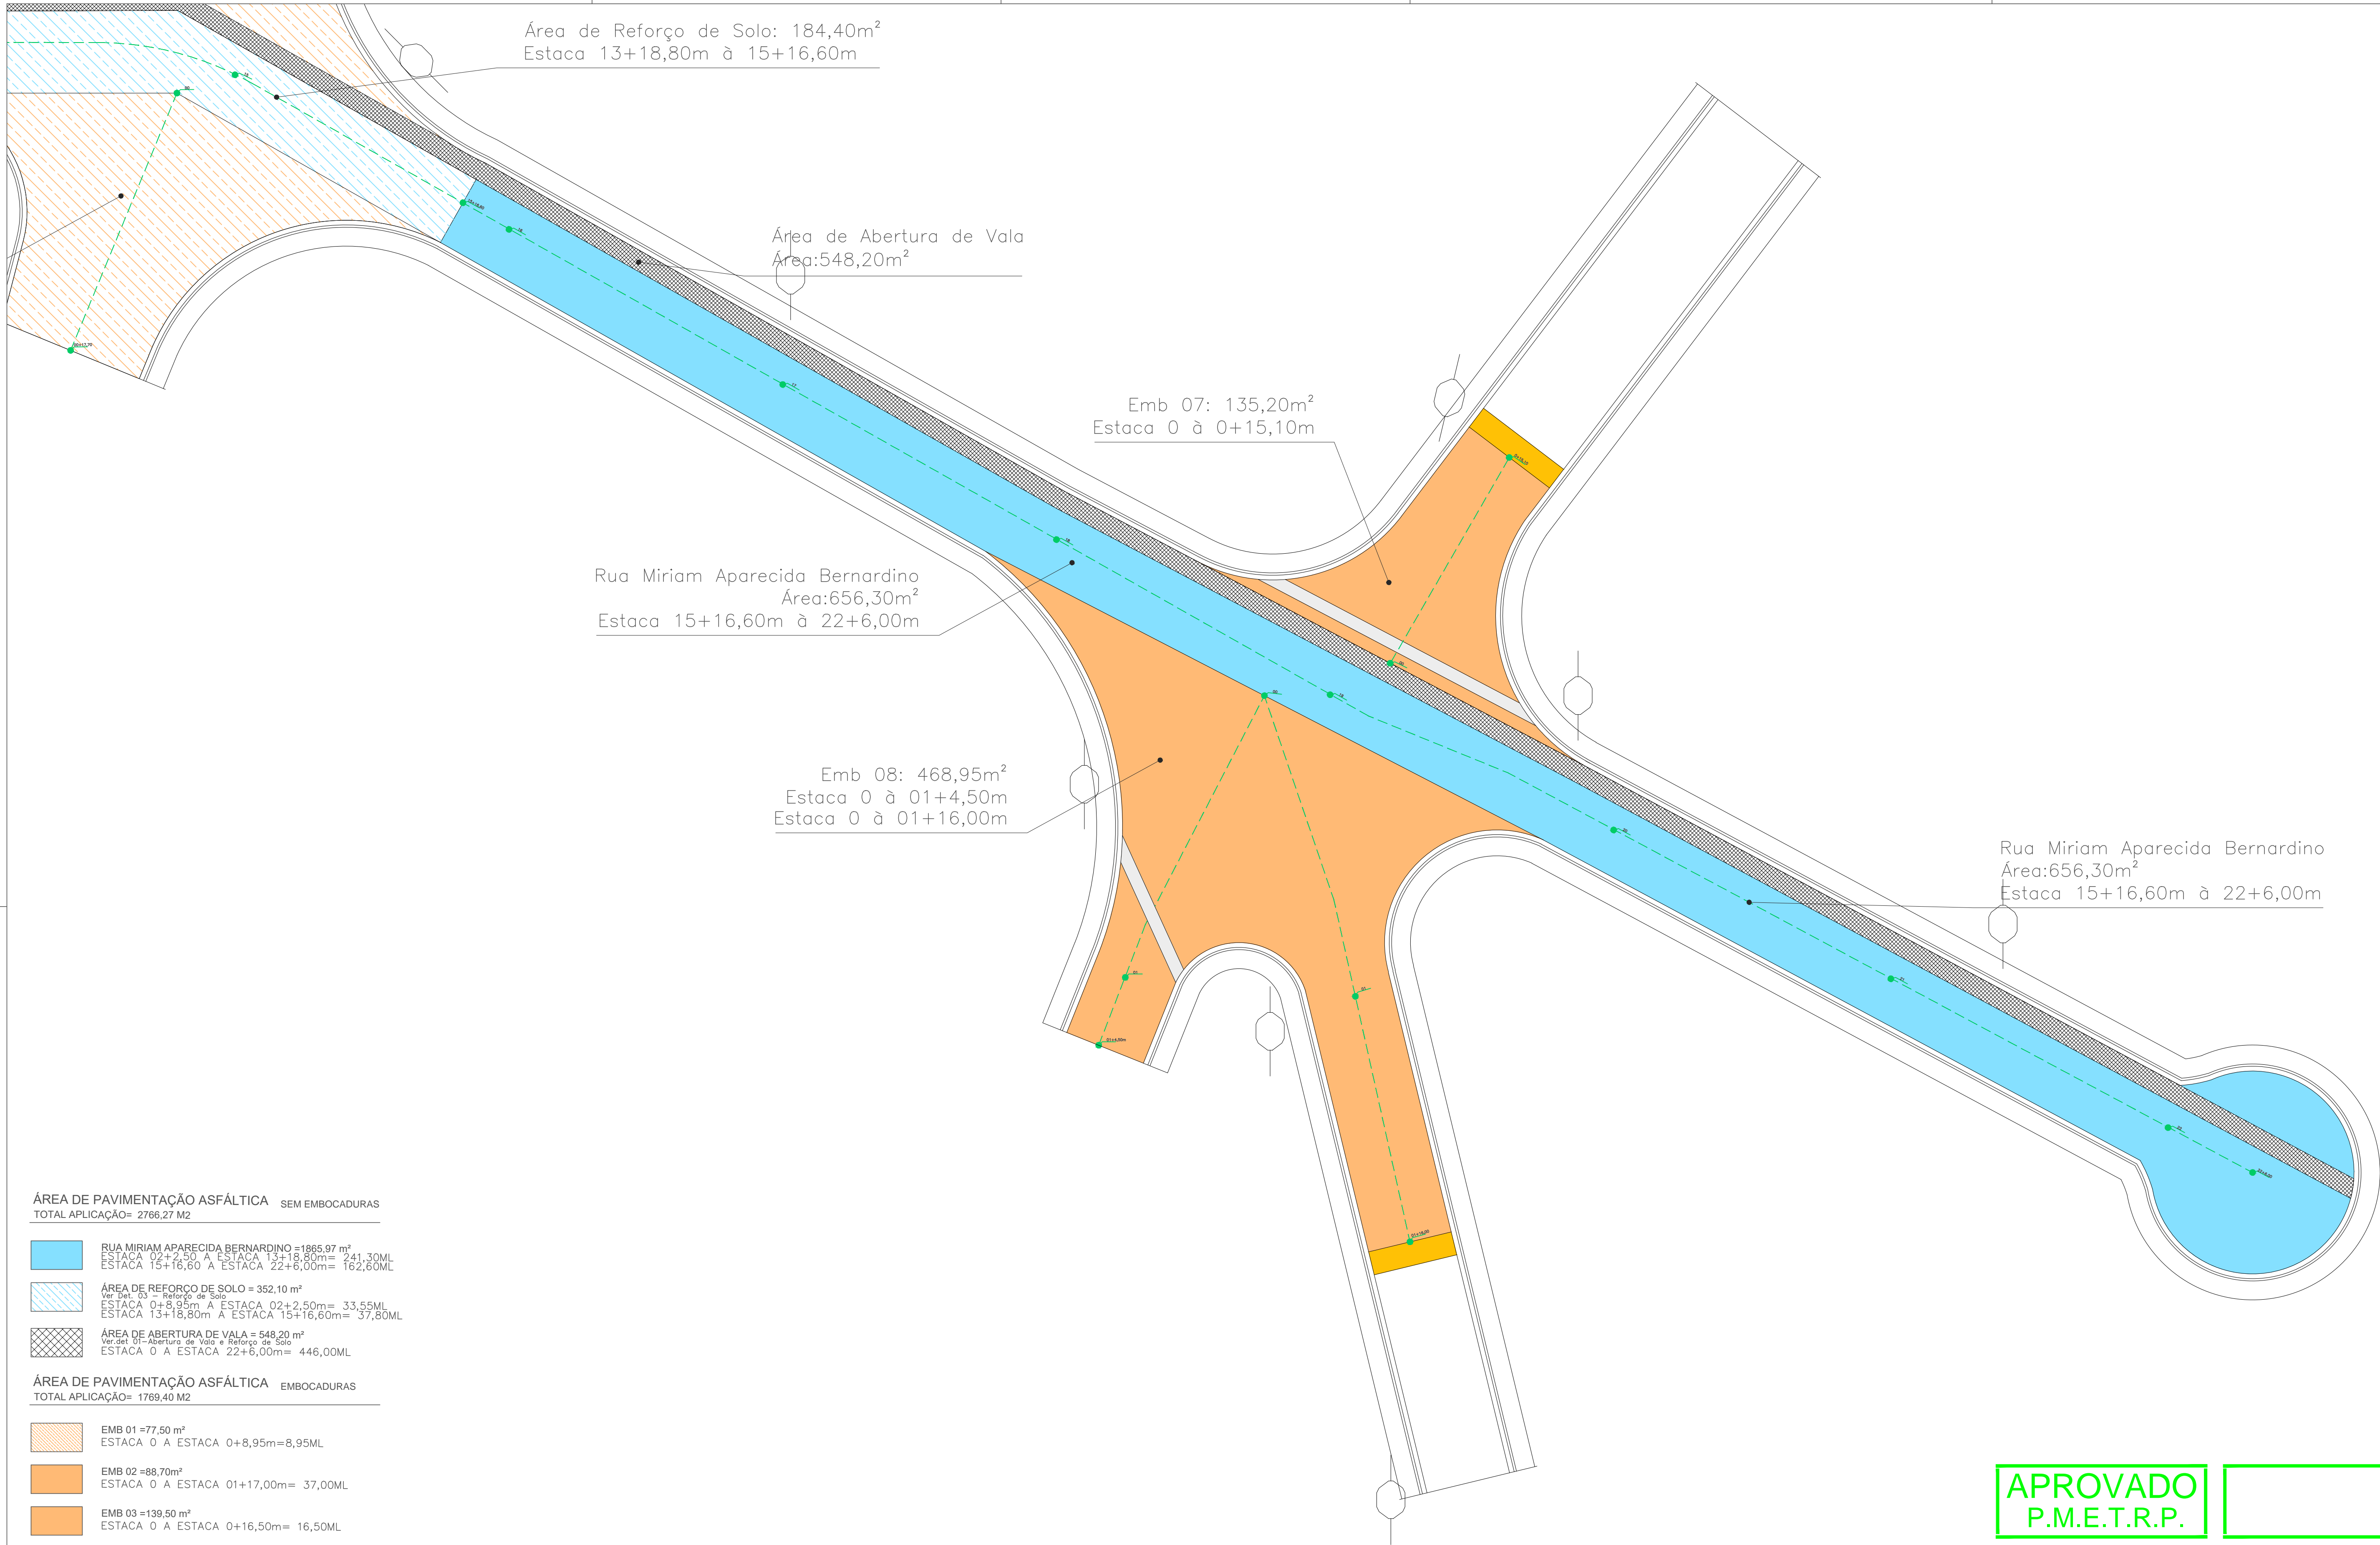 Área de Reforço de Solo: 184,40m²
Estaca 13+18,80m à 15+16,60m
Área de Abertura de Vala
Área:548,20m²
Emb 07: 135,20m²
Estaca 0 à 0+15,10m
Rua Miriam Aparecida Bernardino
Área:656,30m²
Estaca 15+16,60m à 22+6,00m
Emb 08: 468,95m²
Estaca 0 à 01+4,50m
Estaca 0 à 01+16,00m
Rua Miriam Aparecida Bernardino
Área:656,30m²
Estaca 15+16,60m à 22+6,00m
ÁREA DE PAVIMENTAÇÃO ASFÁLTICA SEM EMBOCADURAS
TOTAL APLICAÇÃO= 2766,27 M2
RUA MIRIAM APARECIDA BERNARDINO =1865,97 m²
ESTACA 02+2,50 A ESTACA 13+18,80m= 241,30ML
ESTACA 15+16,60 A ESTACA 22+6,00m= 162,60ML
ÁREA DE REFORÇO DE SOLO = 352,10 m²
Ver Det. 03 - Reforço de Solo
ESTACA 0+8,95m A ESTACA 02+2,50m= 33,55ML
ESTACA 13+18,80m A ESTACA 15+16,60m= 37,80ML
ÁREA DE ABERTURA DE VALA = 548,20 m²
Ver.det 01-Abertura de Vala e Reforço de Solo
ESTACA 0 A ESTACA 22+6,00m= 446,00ML
ÁREA DE PAVIMENTAÇÃO ASFÁLTICA EMBOCADURAS
TOTAL APLICAÇÃO= 1769,40 M2
EMB 01 =77,50 m²
ESTACA 0 A ESTACA 0+8,95m=8,95ML
EMB 02 =88,70m²
ESTACA 0 A ESTACA 01+17,00m= 37,00ML
EMB 03 =139,50 m²
ESTACA 0 A ESTACA 0+16,50m= 16,50ML
APROVADO
P.M.E.T.R.P.